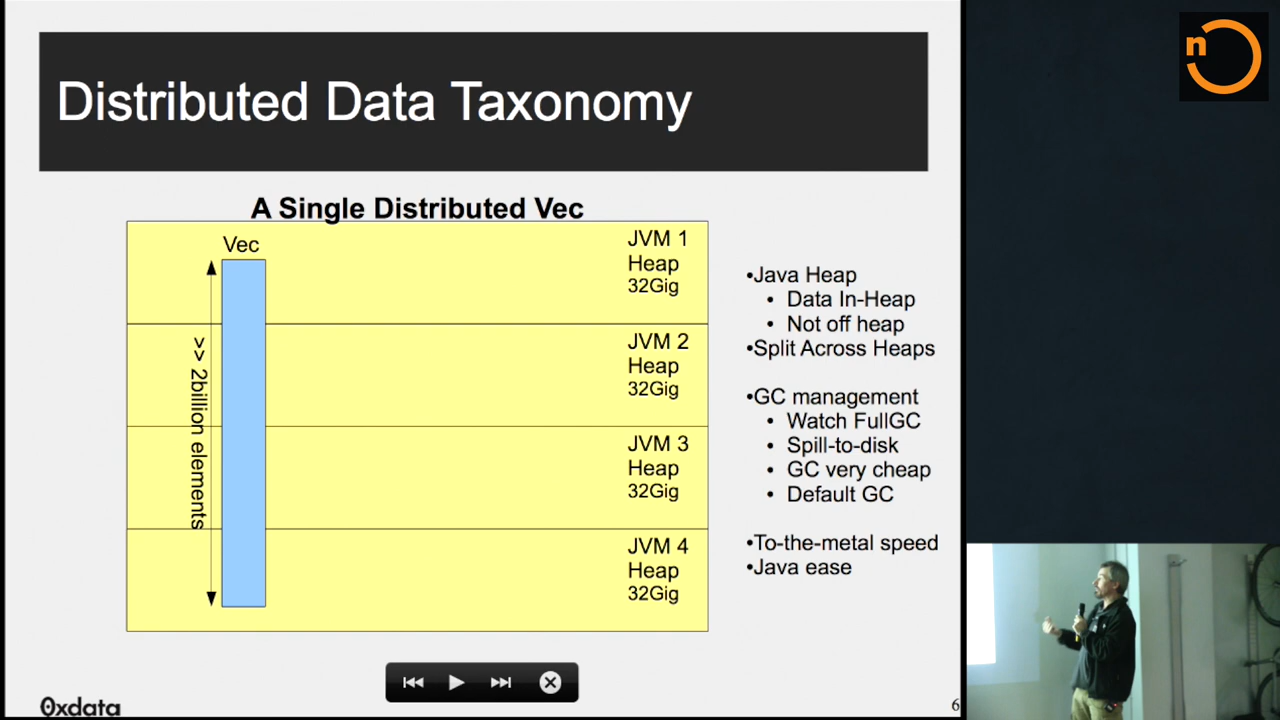 n
Distributed Data Taxonomy
A Single Distributed Vec
Vec
>> 2billion elements
JVM 1
Heap
32Gig
JVM 2
Heap
32Gig
JVM 3
Heap
32Gig
JVM 4
Heap
32Gig
•Java Heap
• Data In-Heap
• Not off heap
•Split Across Heaps
•GC management
• Watch FullGC
• Spill-to-disk
• GC very cheap
• Default GC
•To-the-metal speed
•Java ease
0xdata
6